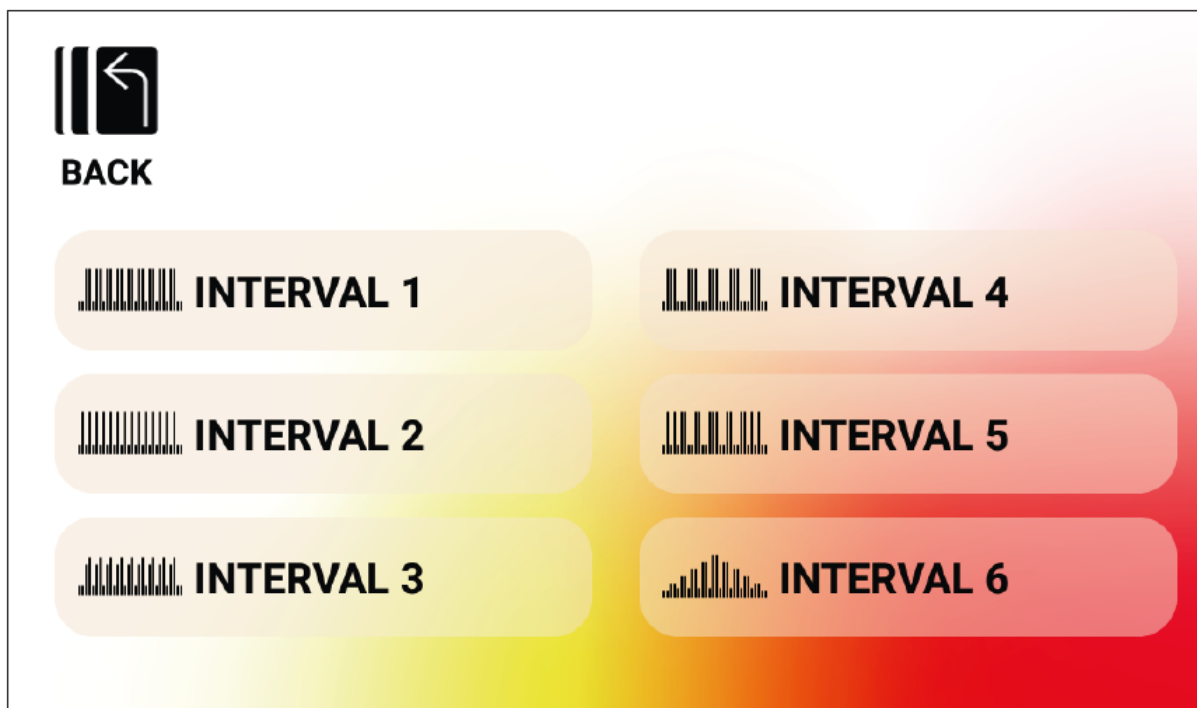 BACK
INTERVAL 1
INTERVAL 4
INTERVAL 2
INTERVAL 5
INTERVAL 3
INTERVAL 6